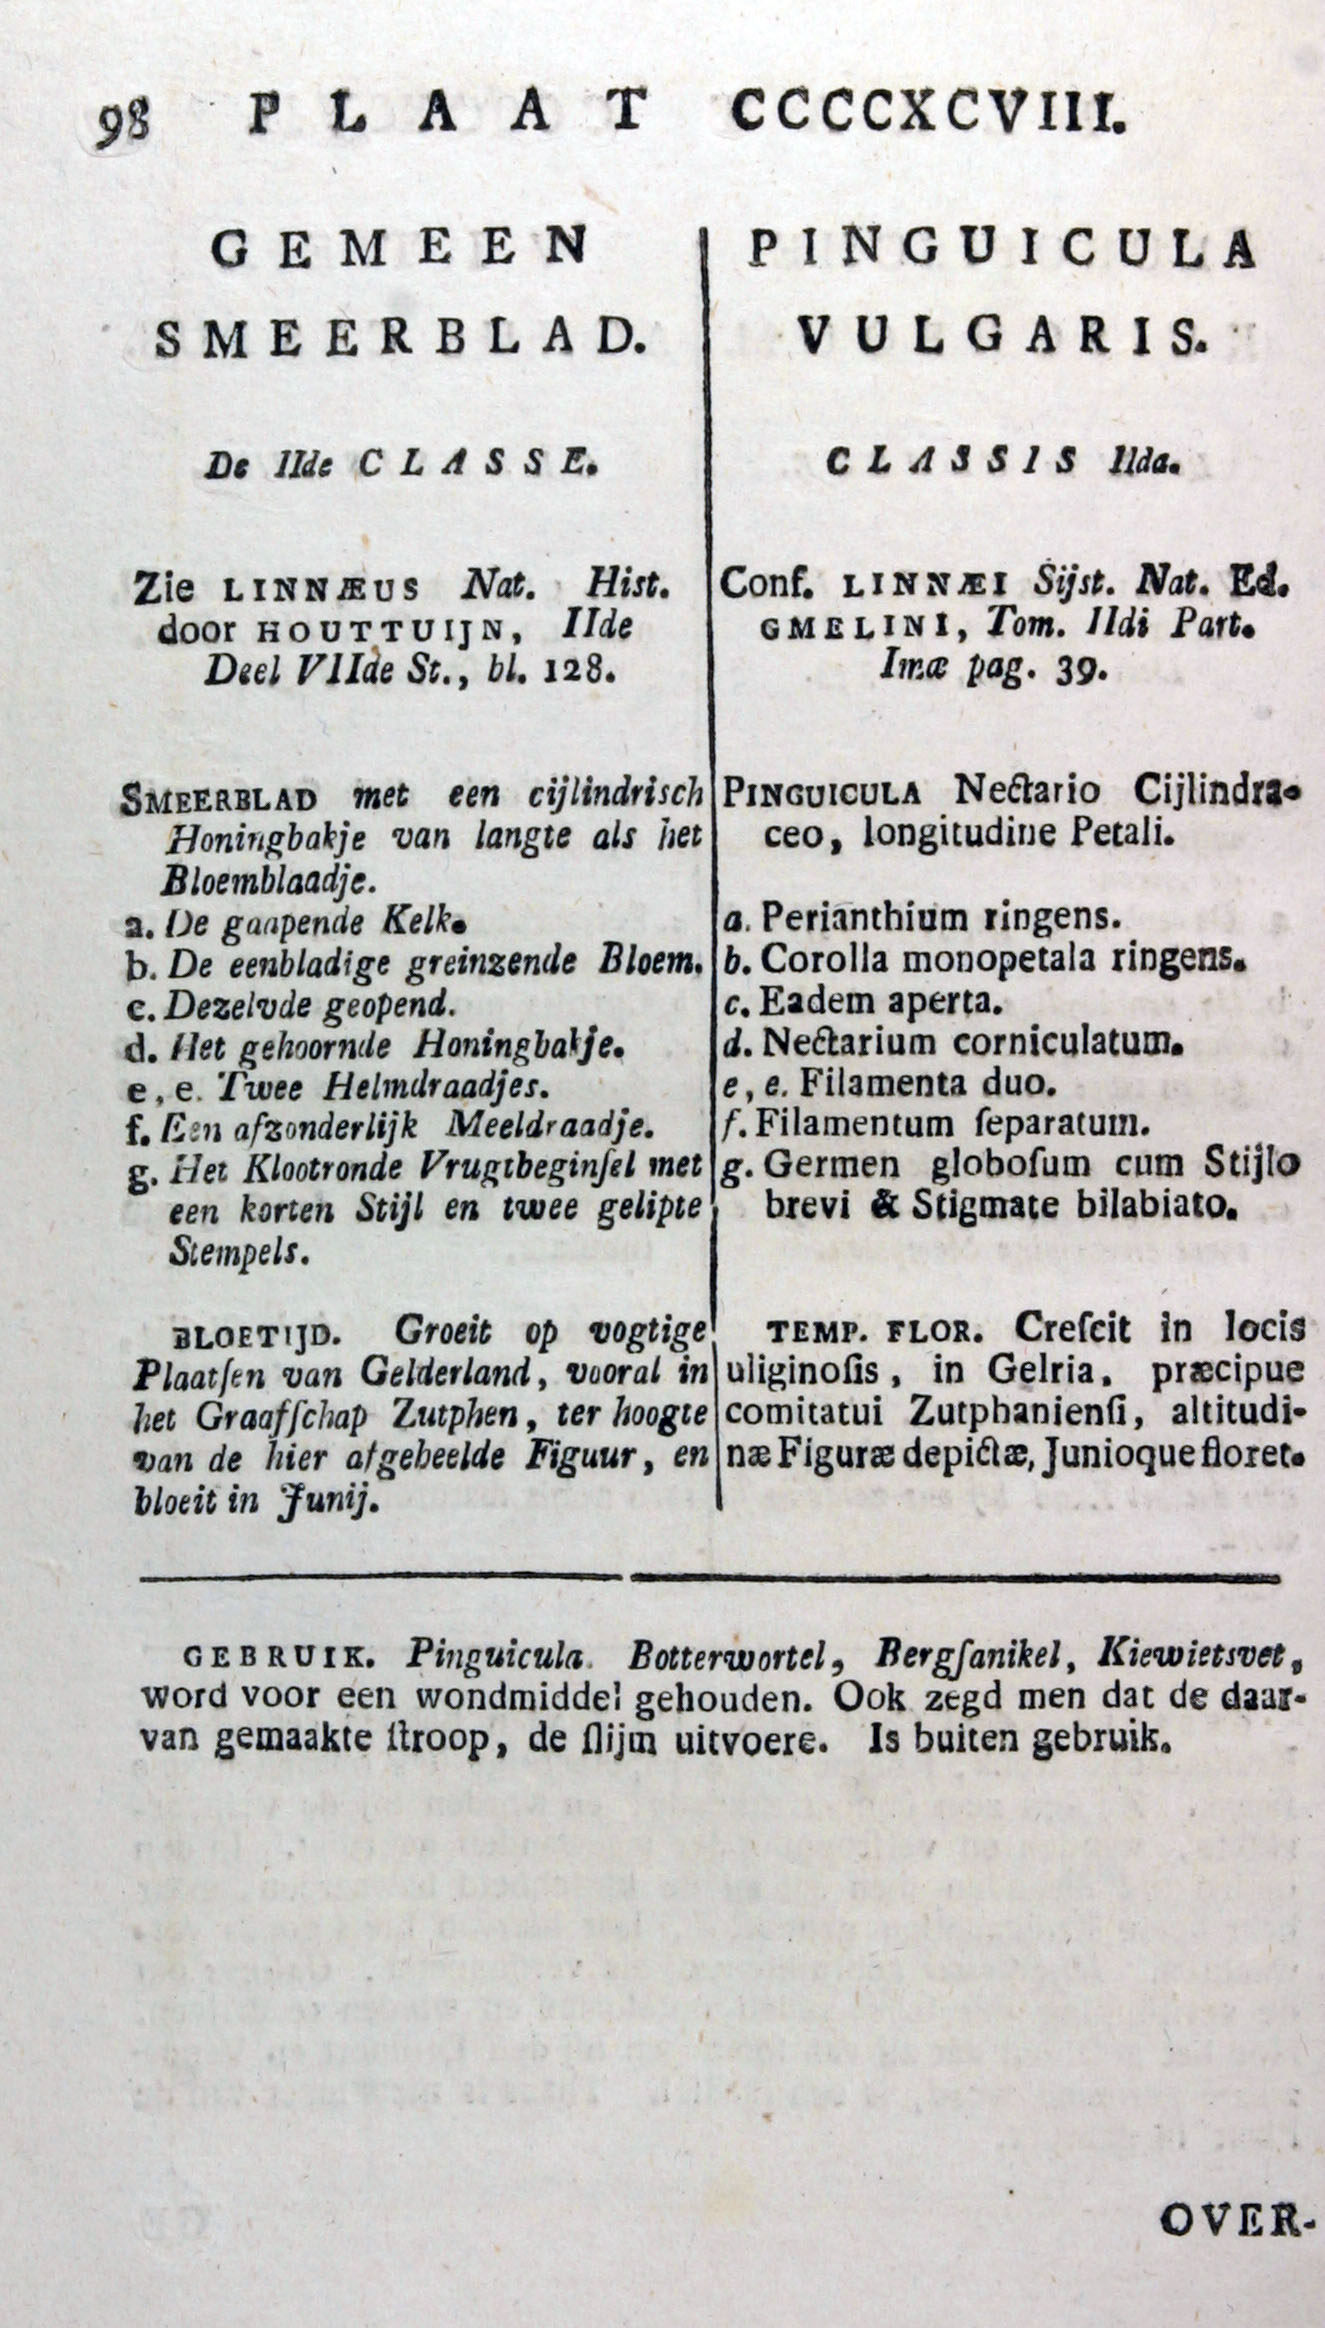 98 PLAAT CCCCXCVIII.
GEMEEN
SMEERBLAD.
De IIde CLASSE.
Zie LINNÆUS Nat. Hist.
door HOUTTUIJN, IIde
Deel VIIde St., bl. 128.
SMEERBLAD met een cijlindrisch
Honingbakje van langte als het
Bloemblaadje.
a. De gaapende Kelk.
b. De eenbladige greinzende Bloem.
c. Dezelvde geopend.
d. Het gehoornde Honingbakje.
e, e. Twee Helmdraadjes.
f. Een afzonderlijk Meeldraadje.
g. Het Klootronde Vrugtbeginſel met
een korten Stijl en twee gelipte
Stempels.
BLOETIJD. Groeit op vogtige
Plaatſen van Gelderland, vooral in
het Graafſchap Zutphen, ter hoogte
van de hier afgebeelde Figuur, en
bloeit in Junij.
PINGUICULA
VULGARIS.
CLASSIS IIda.
Conf. LINNÆI Sijst. Nat. Ed.
GMELINI, Tom. IIdi Part.
Imæ pag. 39.
PINGUICULA Nectario Cijlindra-
ceo, longitudine Petali.
a. Perianthium ringens.
b. Corolla monopetala ringens.
c. Eadem aperta.
d. Nectarium corniculatum.
e, e. Filamenta duo.
f. Filamentum ſeparatum.
g. Germen globoſum cum Stijlo
brevi & Stigmate bilabiato.
TEMP. FLOR. Creſcit in locis
uliginoſis, in Gelria, præcipue
comitatui Zutphanienſi, altitudi-
næ Figuræ depictæ, Junioque floret.
GEBRUIK. Pinguicula. Botterwortel, Bergſanikel, Kiewietsvet,
word voor een wondmiddel gehouden. Ook zegd men dat de daar-
van gemaakte ſtroop, de ſlijm uitvoere. Is buiten gebruik.
OVER-